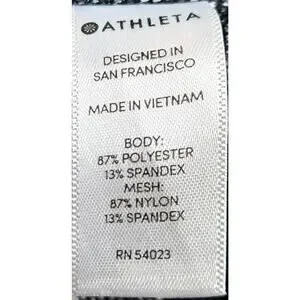 ATHLETA
DESIGNED IN
SAN FRANCISCO
MADE IN VIETNAM
BODY:
87% POLYESTER
13% SPANDEX
MESH:
87% NYLON
13% SPANDEX
RN 54023